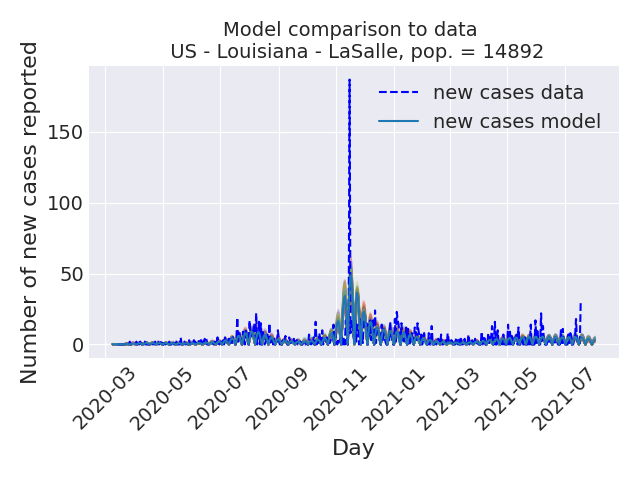 Model comparison to data
US - Louisiana - LaSalle, pop. = 14892
Number of new cases reported
150
100
50
0
new cases data
new cases model
2020-03
2020-05
2020-07
2020-09
2020-11
2021-01
2021-03
2021-05
2021-07
Day